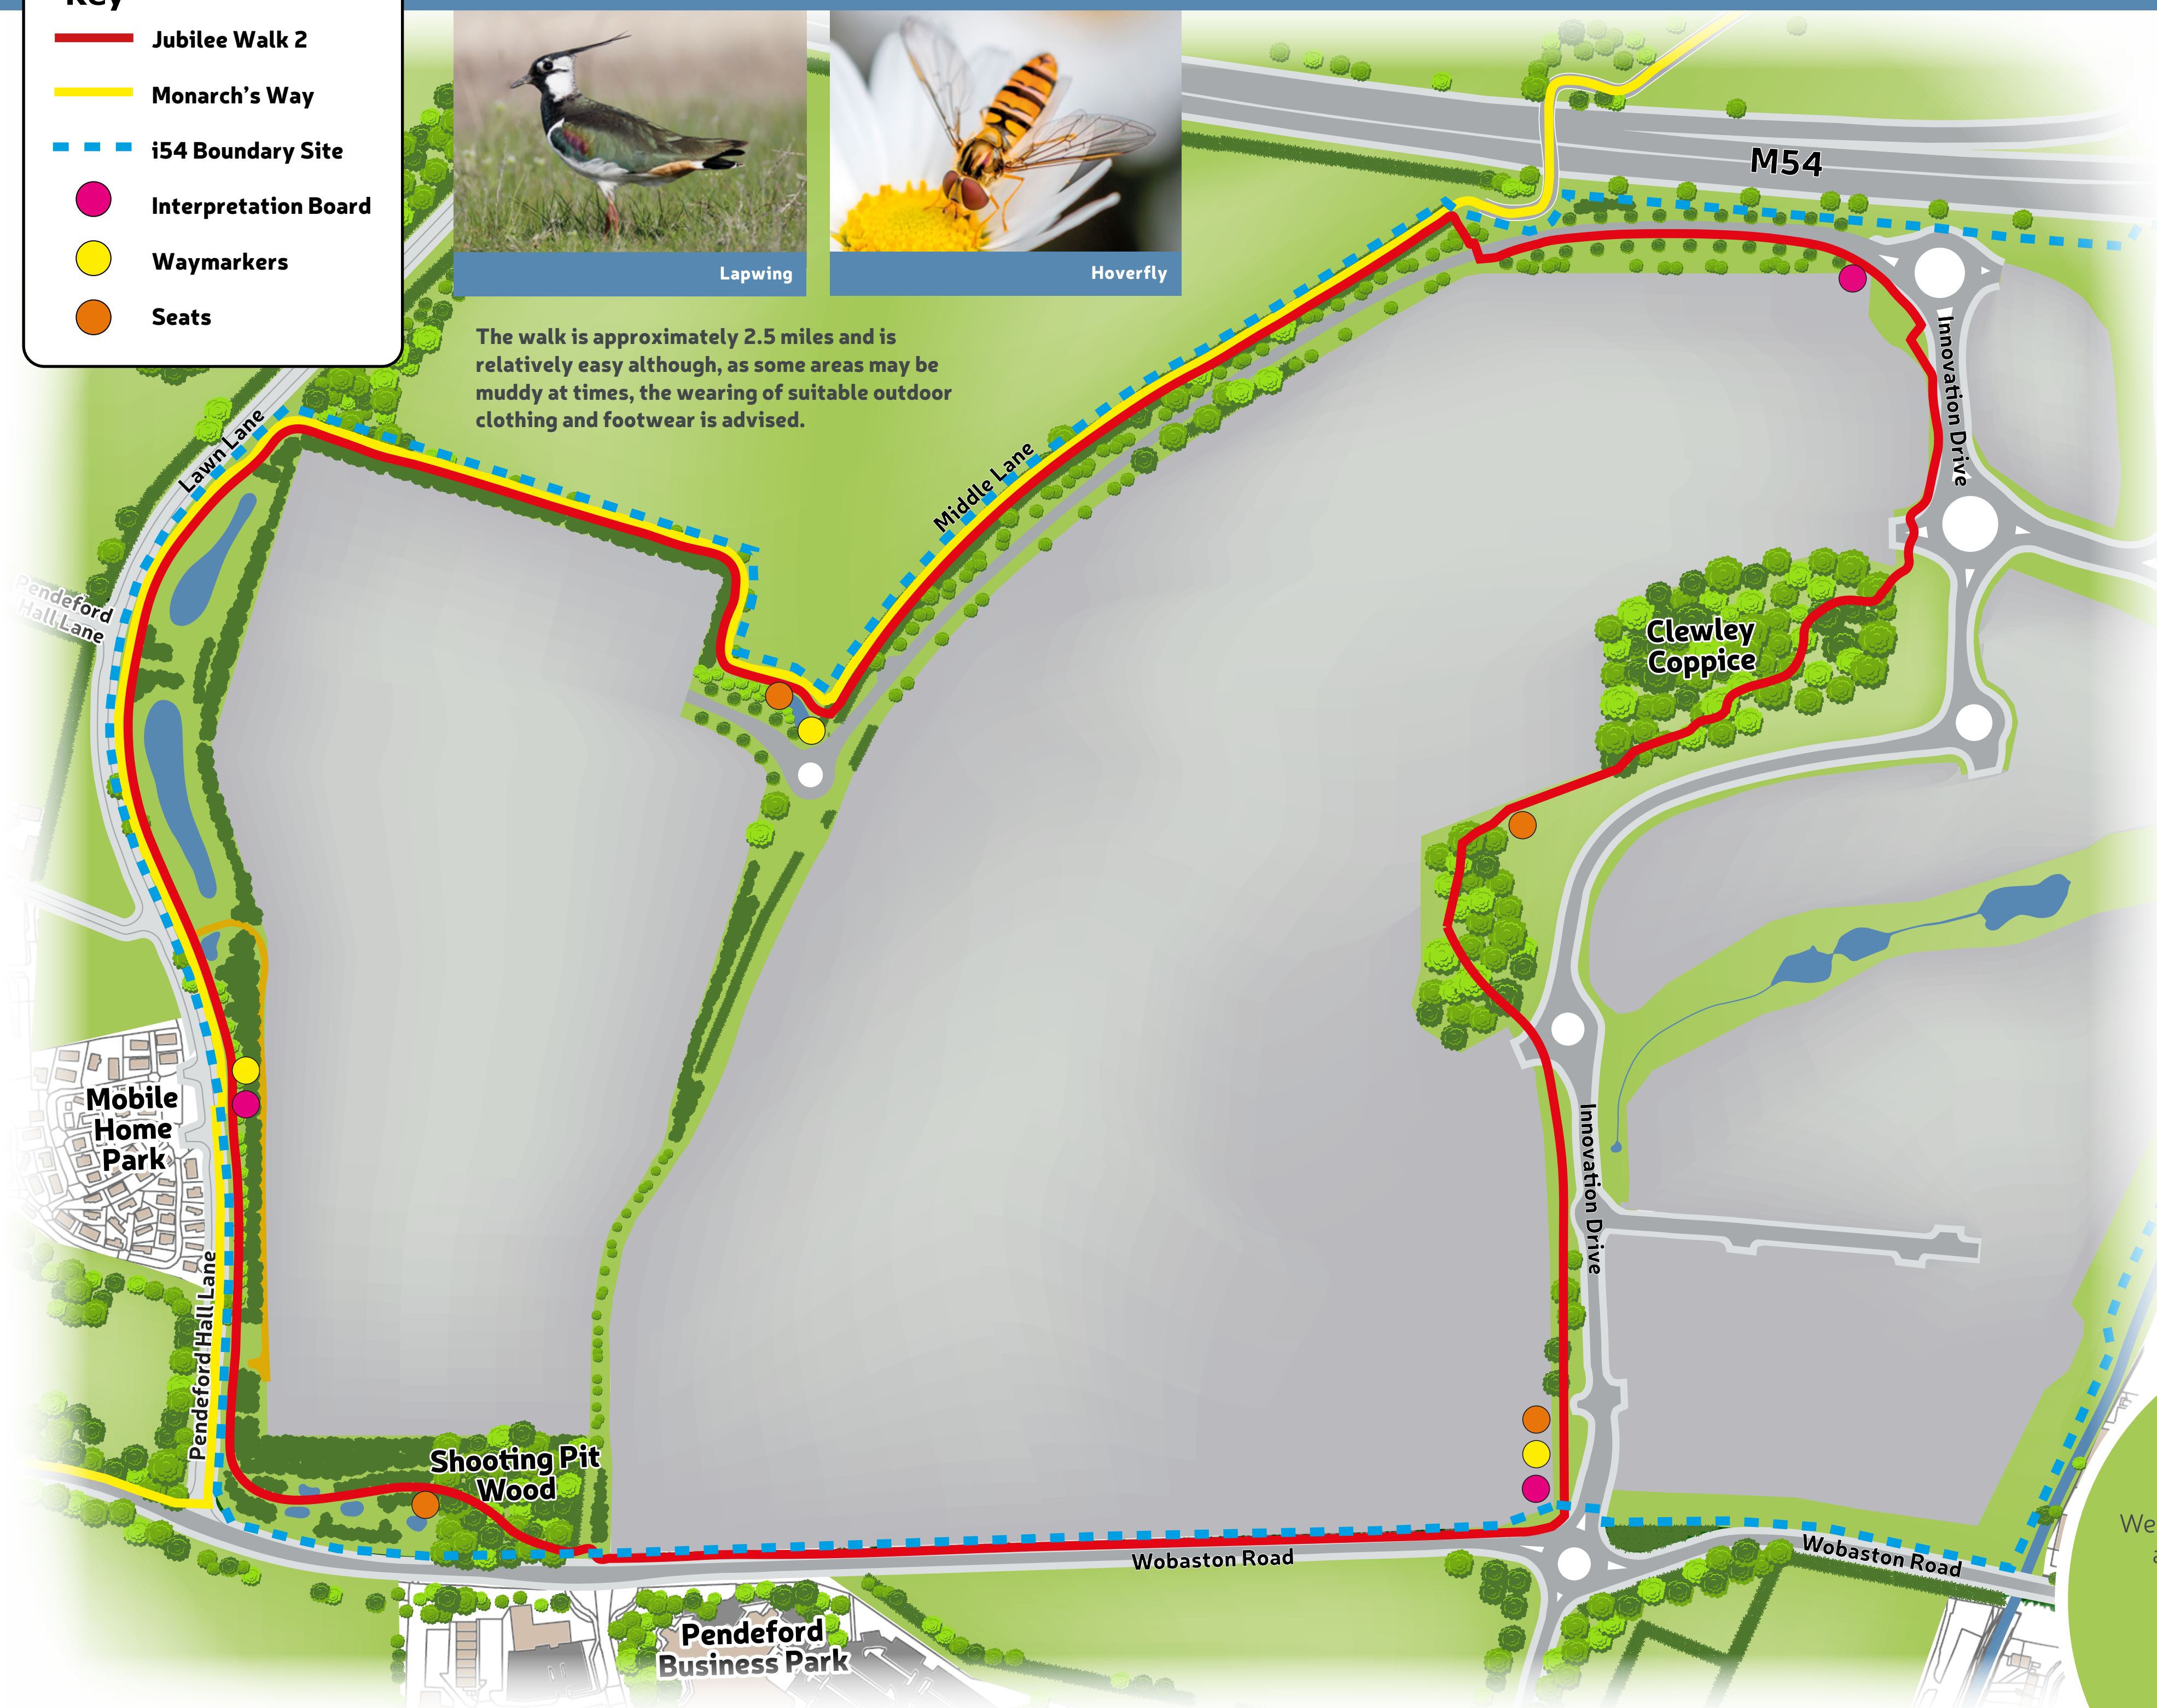 Key
Jubilee Walk 2
Monarch's Way
i54 Boundary Site
Interpretation Board
Waymarkers
Seats
Lapwing
Hoverfly
The walk is approximately 2.5 miles and is
relatively easy although, as some areas may be
muddy at times, the wearing of suitable outdoor
clothing and footwear is advised.
M54
Innovation Drive
Lawn Lane
Middle Lane
Pendeford
Hall Lane
Clewley
Coppice
Mobile
Home
Park
Pendeford Hall Lane
Innovation Drive
Shooting Pit
Wood
Wobaston Road
Wobaston Road
Pendeford
Business Park
We